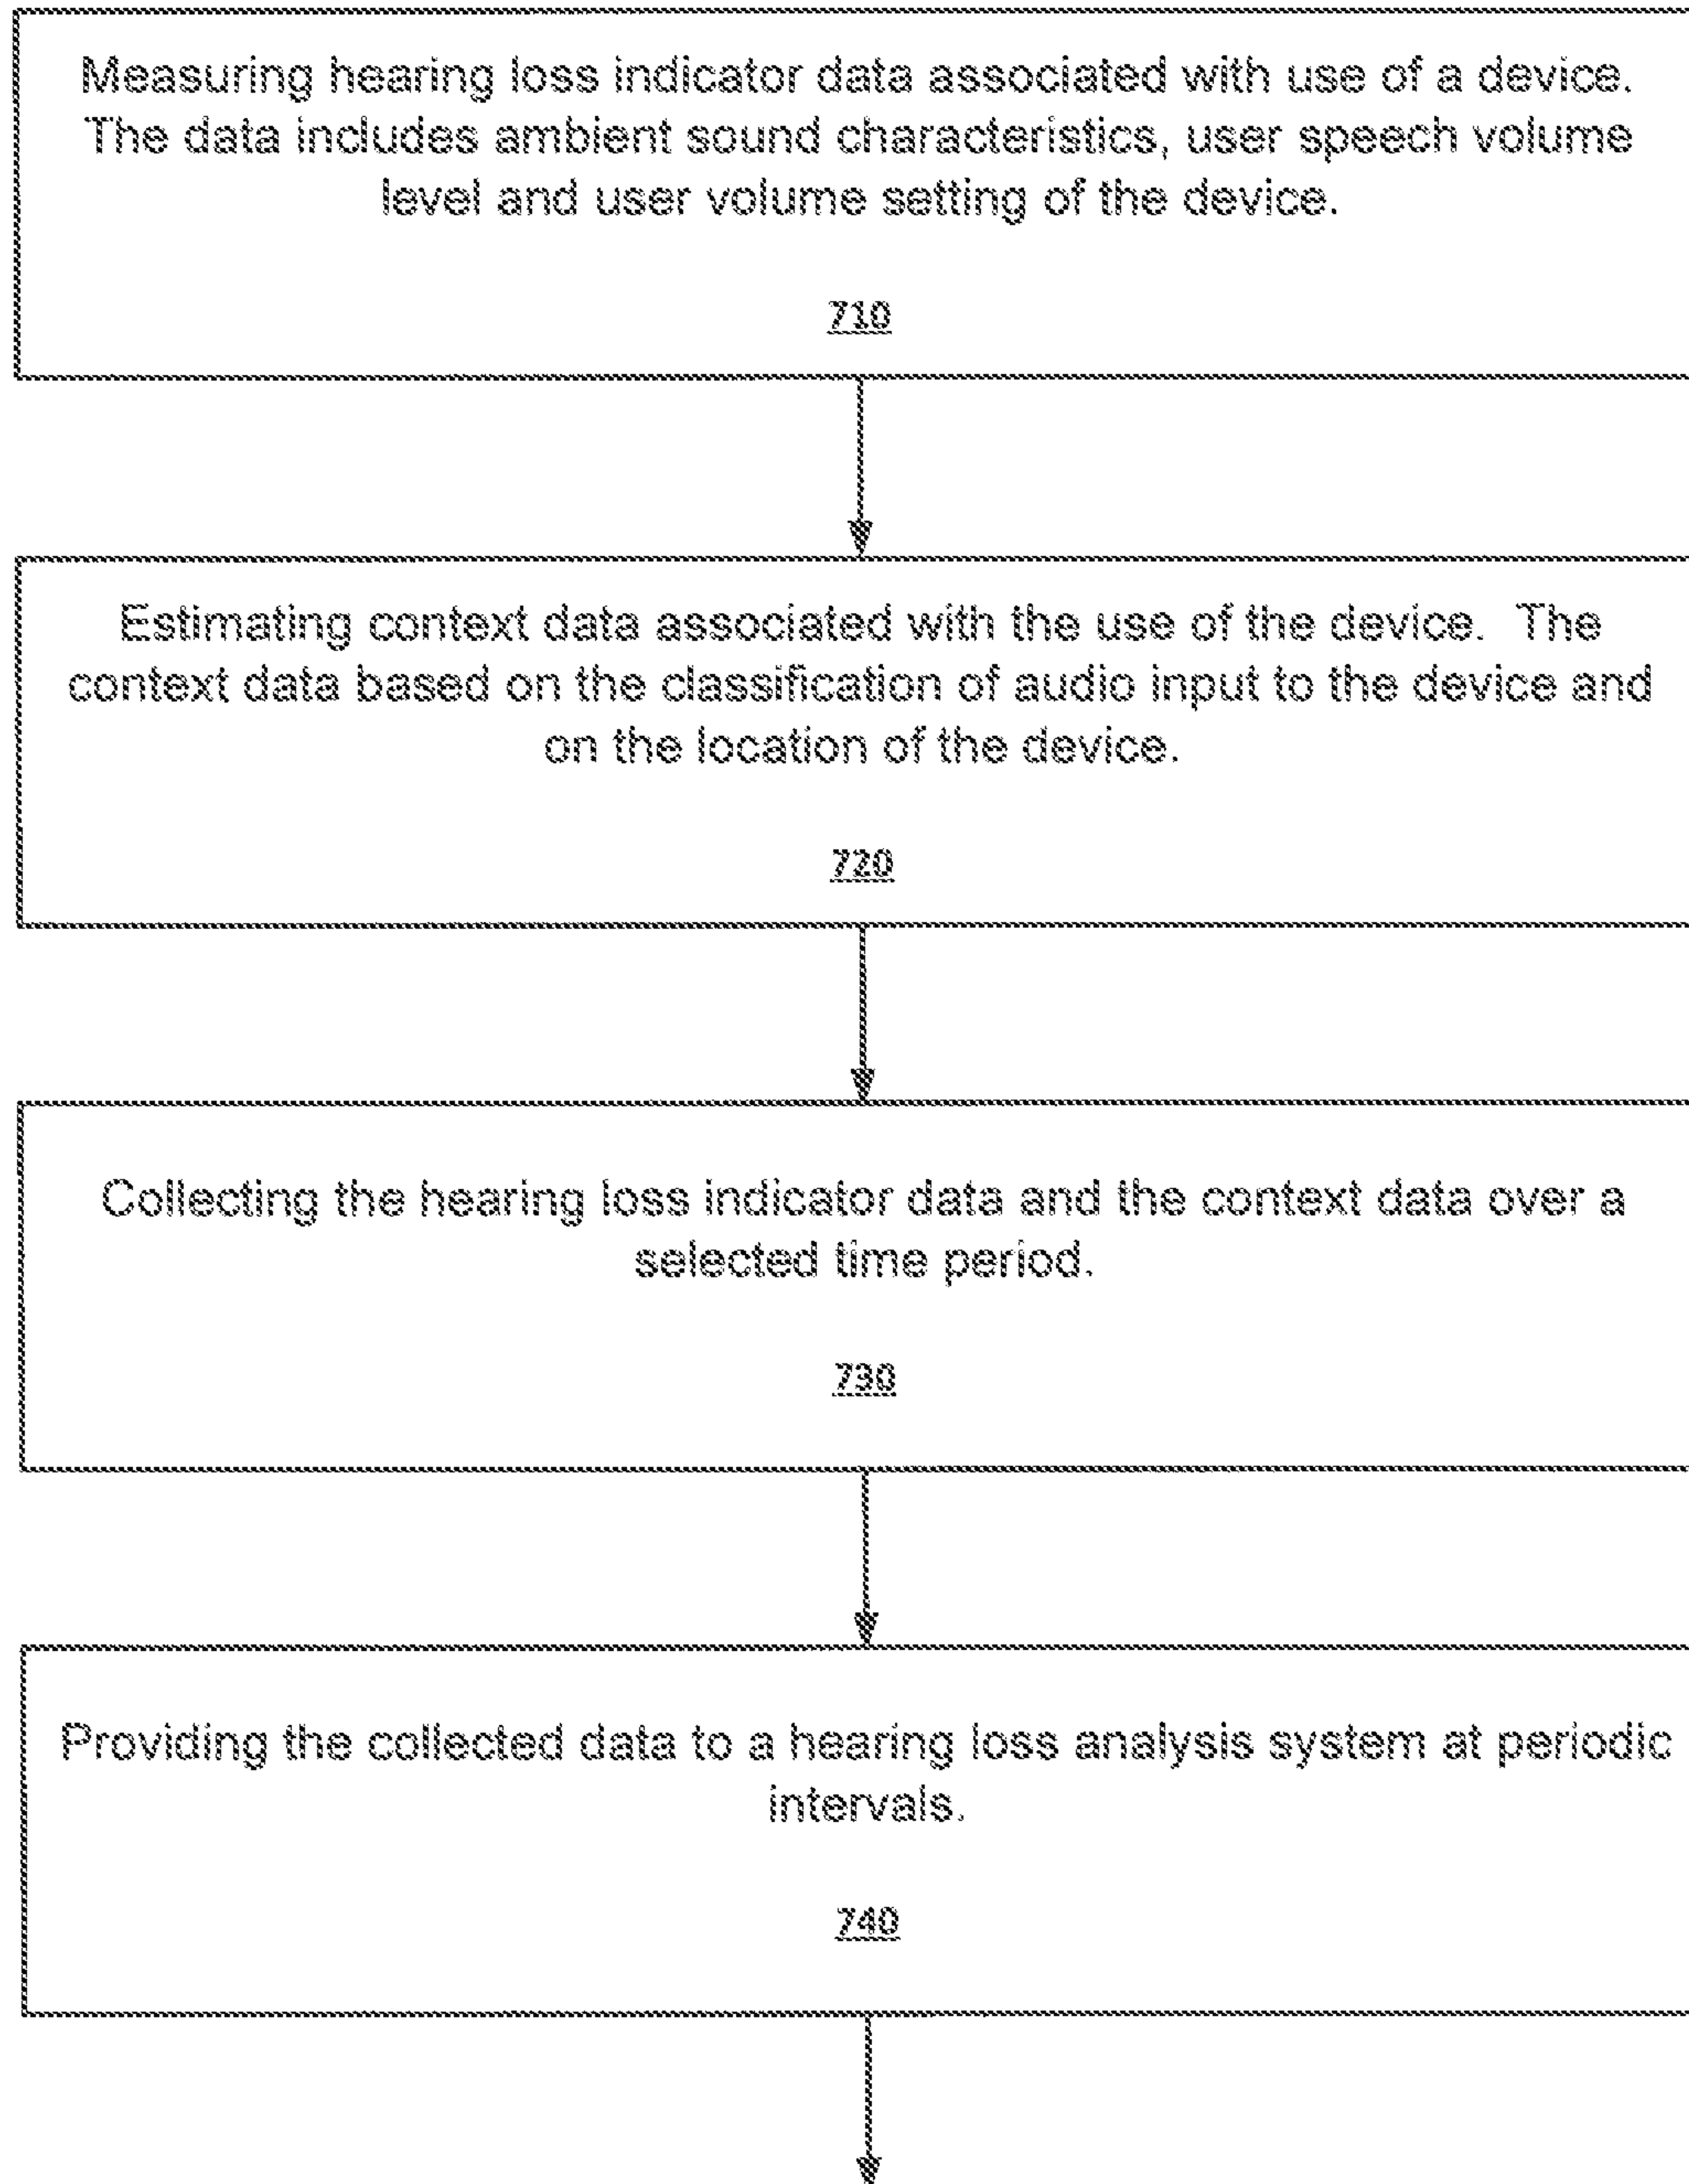 Measuring hearing loss indicator data associated with use of a device.
The data includes ambient sound characteristics, user speech volume
level and user volume setting of the device.
710
Estimating context data associated with the use of the device. The
context data based on the classification of audio input to the device and
on the location of the device.
720
Collecting the hearing loss indicator data and the context data over a
selected time period.
730
Providing the collected data to a hearing loss analysis system at periodic
intervals.
740